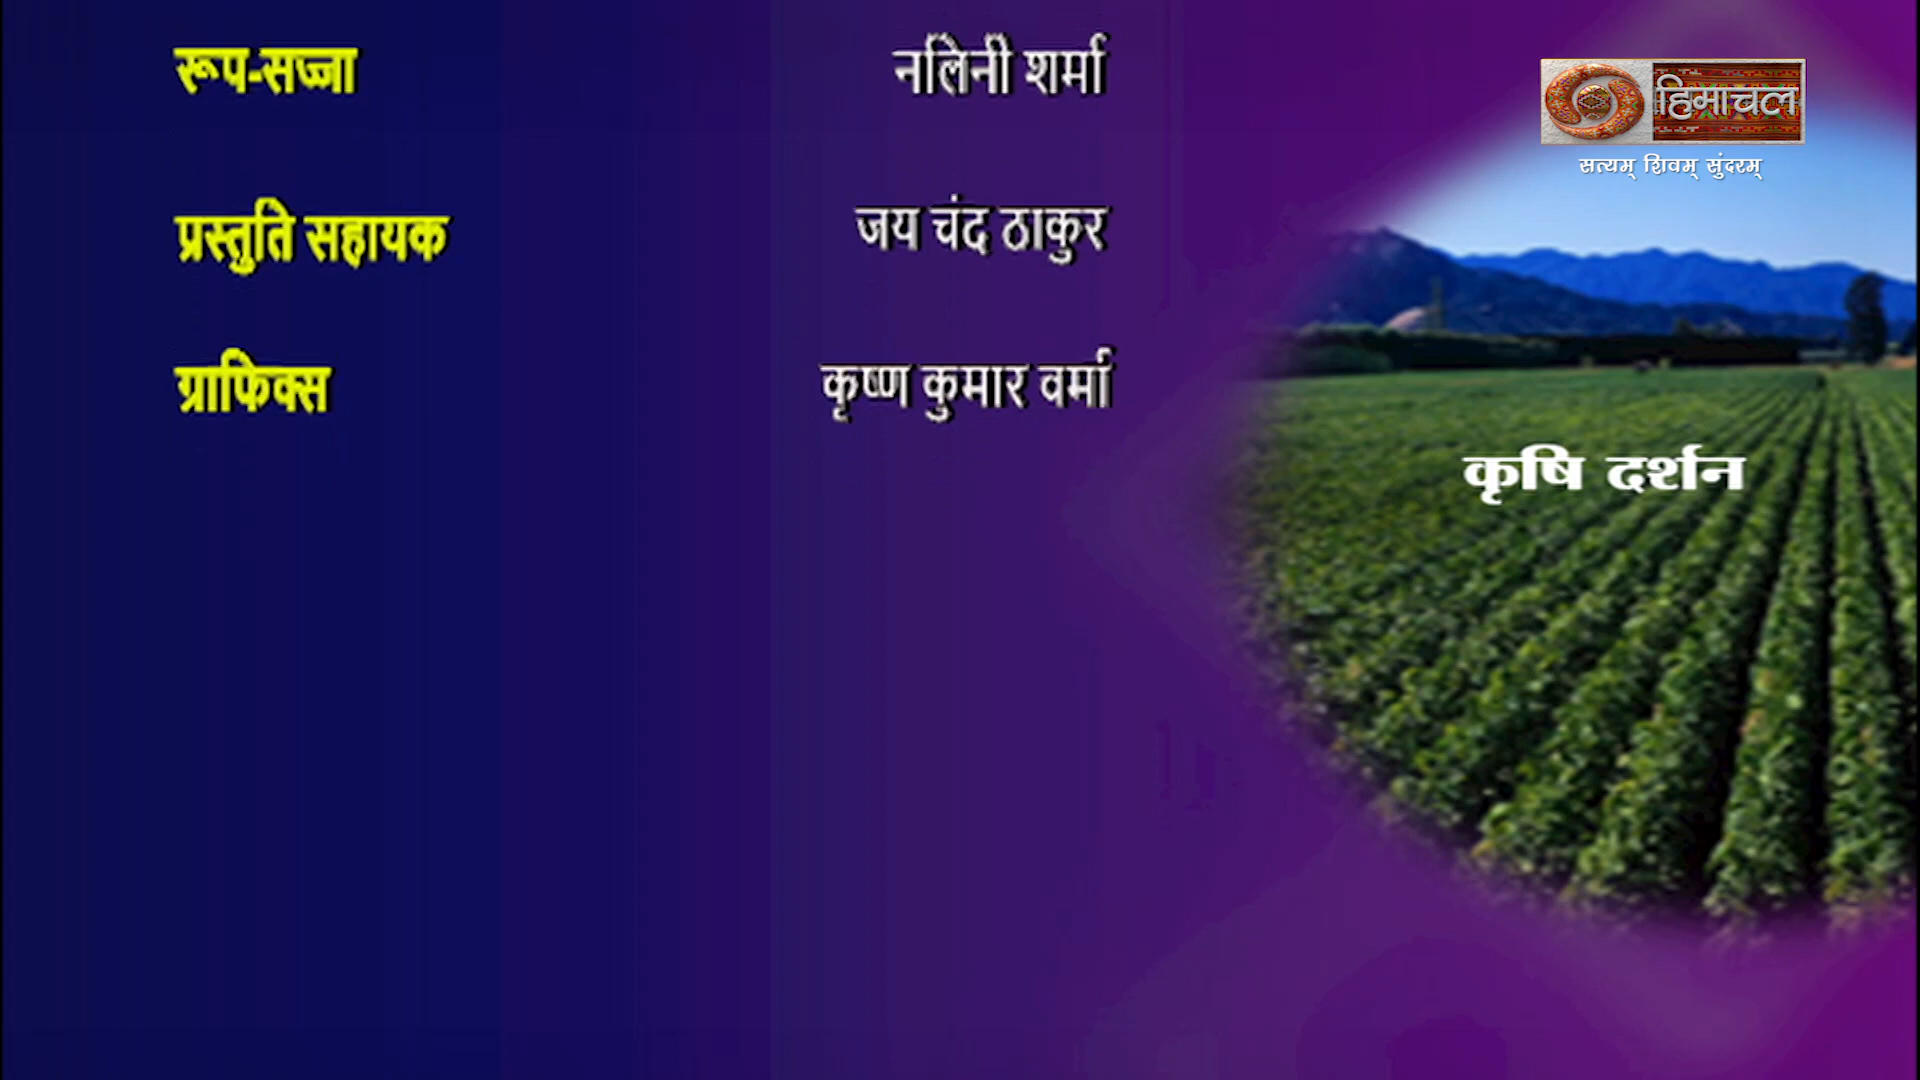 रूप-सज्जा नलिनी शर्मा
हिमाचल
सत्यम् शिवम् सुंदरम्
प्रस्तुति सहायक जय चंद ठाकुर
ग्राफिक्स कृष्ण कुमार वर्मा
कृषि दर्शन